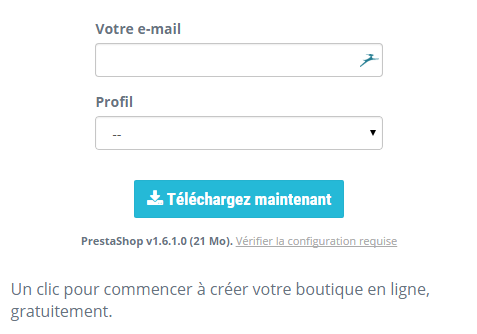 Votre e-mail
Profil
--
Téléchargez maintenant
PrestaShop v1.6.1.0 (21 Mo). Vérifier la configuration requise
Un clic pour commencer à créer votre boutique en ligne,
gratuitement.